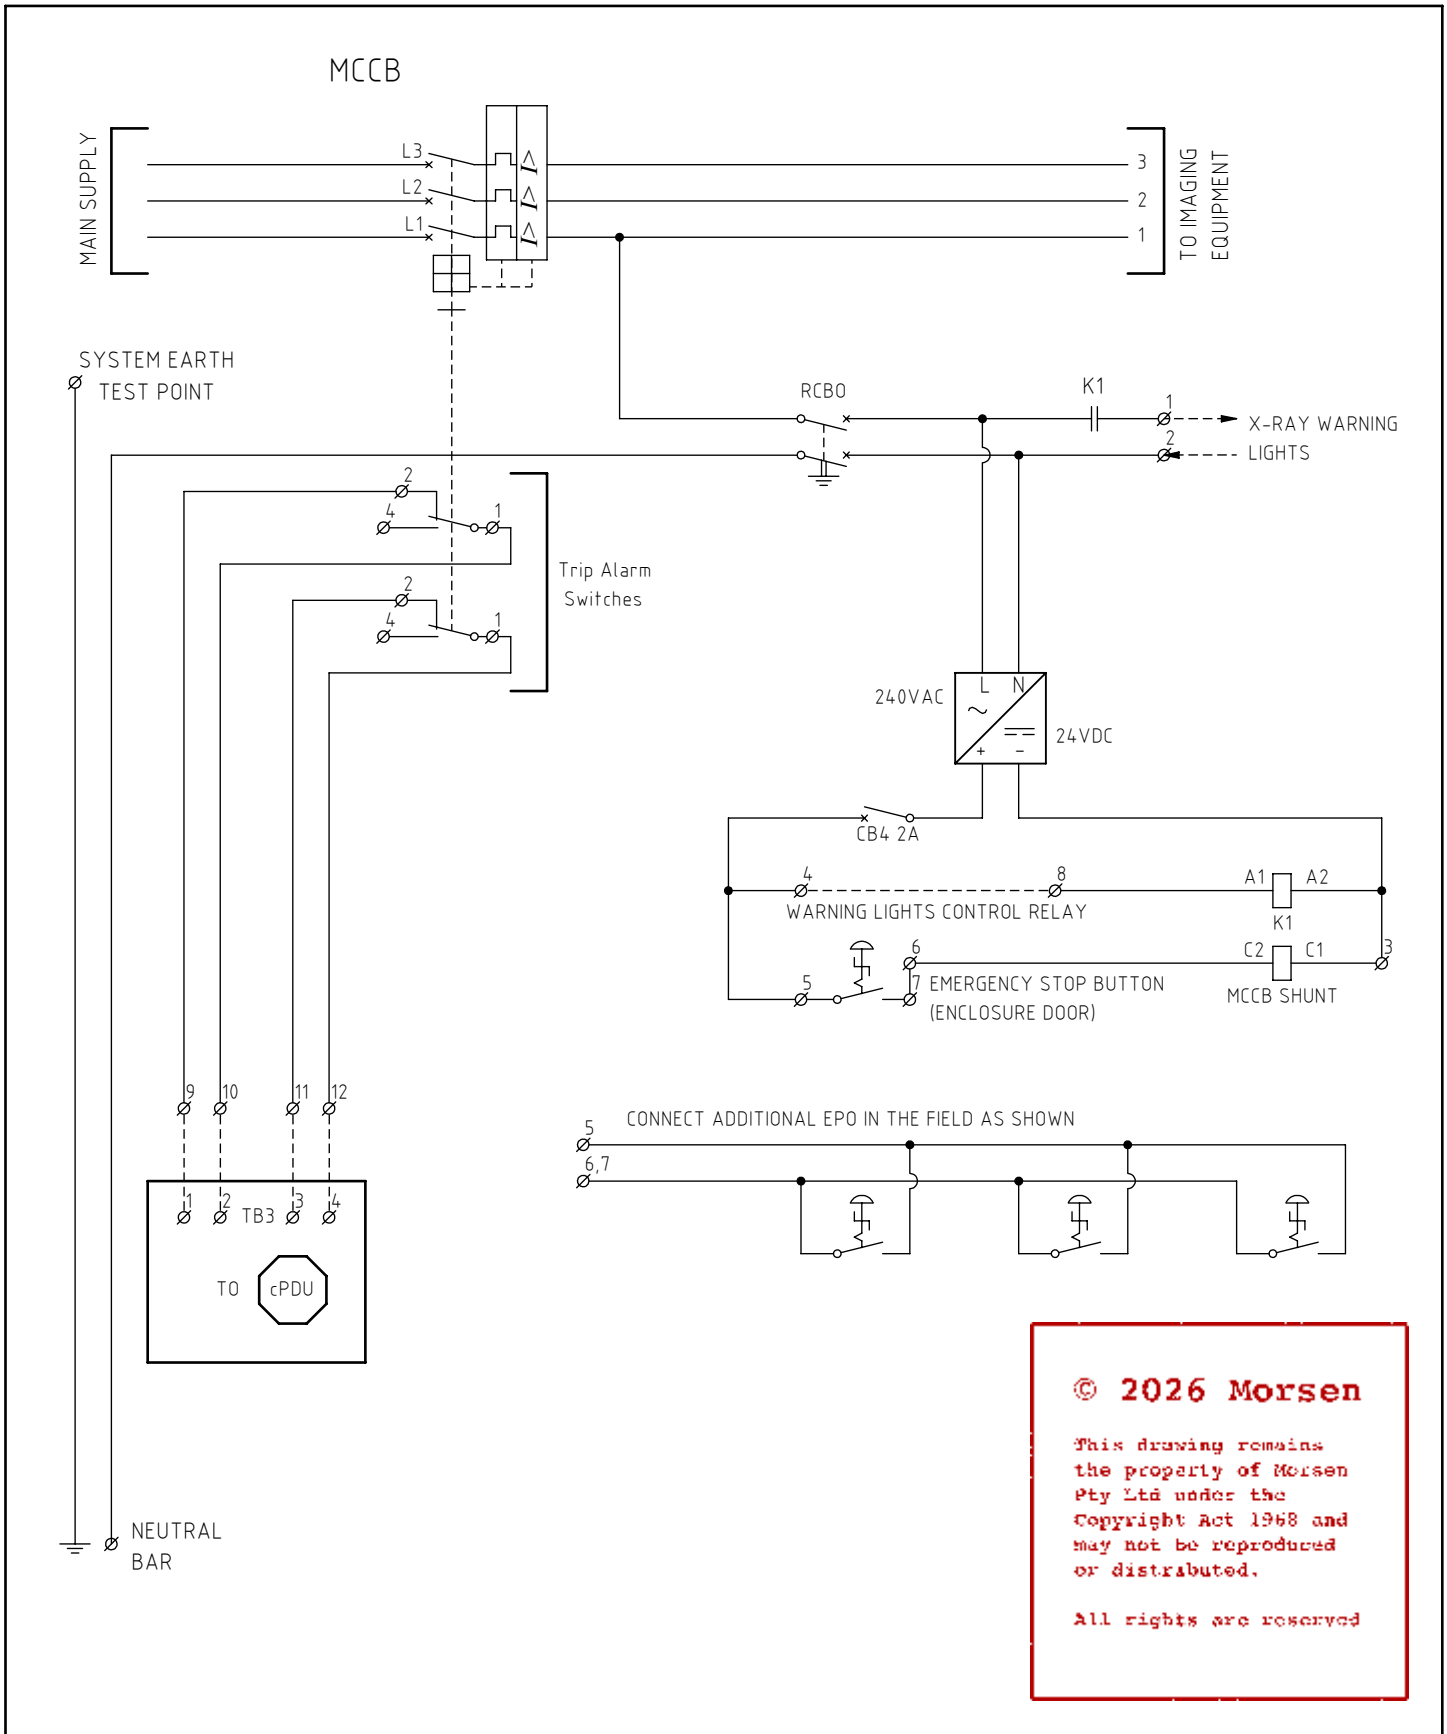 MCCB
MAIN SUPPLY
L3
L2
L1
I>
I>
I>
3
2
1
TO IMAGING
EQUIPMENT
SYSTEM EARTH
TEST POINT
RCBO
K1
1
2
X-RAY WARNING
LIGHTS
2
4
1
2
4
1
Trip Alarm
Switches
240VAC
L N
+ -
24VDC
CB4 2A
4
8
A1 A2
WARNING LIGHTS CONTROL RELAY
K1
5
6
7
C2 C1
3
EMERGENCY STOP BUTTON
(ENCLOSURE DOOR)
MCCB SHUNT
9 10 11 12
1 2 TB3 3 4
TO cPDU
CONNECT ADDITIONAL EPO IN THE FIELD AS SHOWN
5
6,7
NEUTRAL
BAR
© 2026 Morsen
This drawing remains
the property of Morsen
Pty Ltd under the
Copyright Act 1968 and
may not be reproduced
or distributed.
All rights are reserved